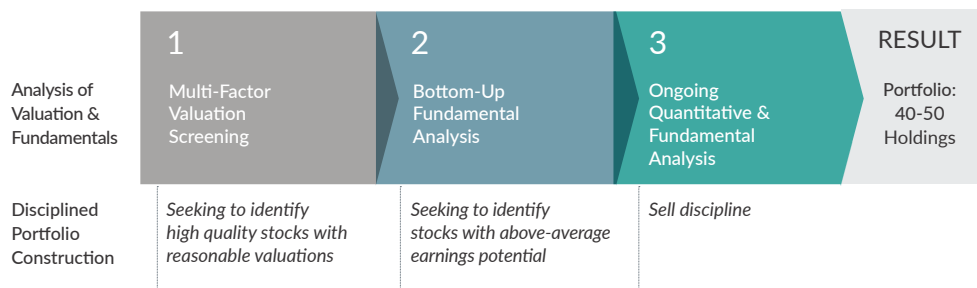 1
2
3
RESULT
Analysis of
Valuation &
Fundamentals
Multi-Factor
Valuation
Screening
Bottom-Up
Fundamental
Analysis
Ongoing
Quantitative &
Fundamental
Analysis
Portfolio:
40-50
Holdings
Disciplined
Portfolio
Construction
Seeking to identify
high quality stocks with
reasonable valuations
Seeking to identify
stocks with above-average
earnings potential
Sell discipline